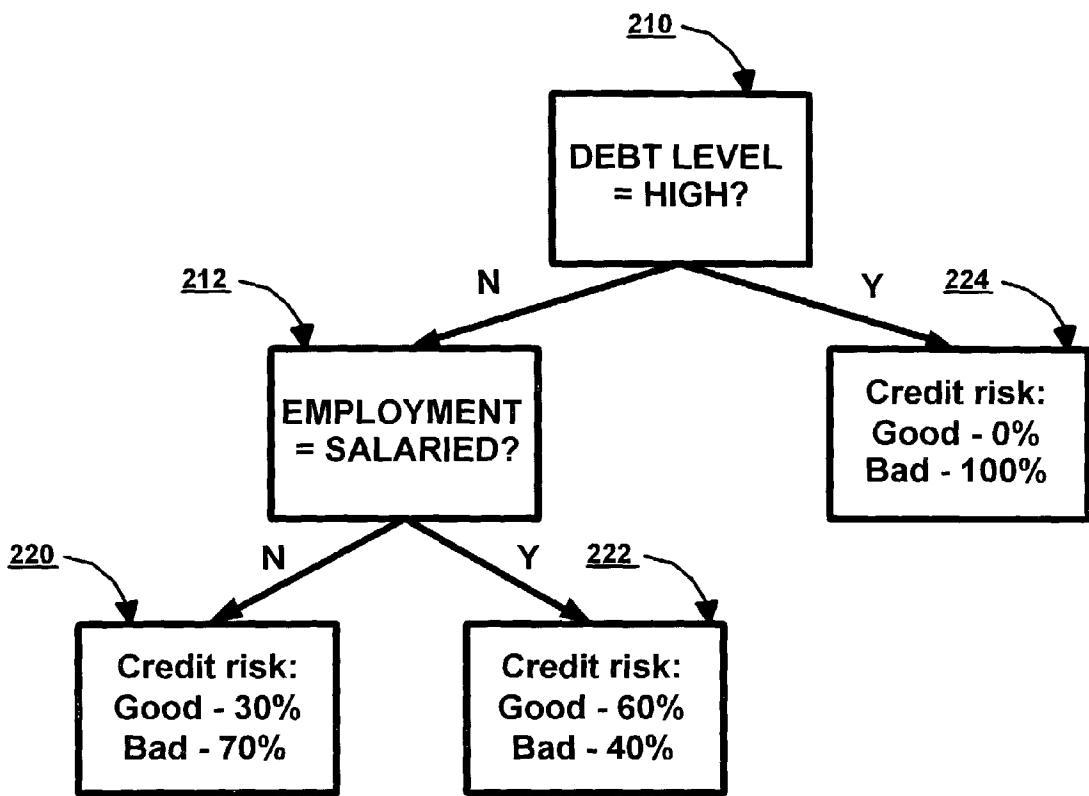 210
DEBT LEVEL
= HIGH?
212
N
Y
224
EMPLOYMENT
= SALARIED?
Credit risk:
Good - 0%
Bad - 100%
220
N
Y
222
Credit risk:
Good - 30%
Bad - 70%
Credit risk:
Good - 60%
Bad - 40%